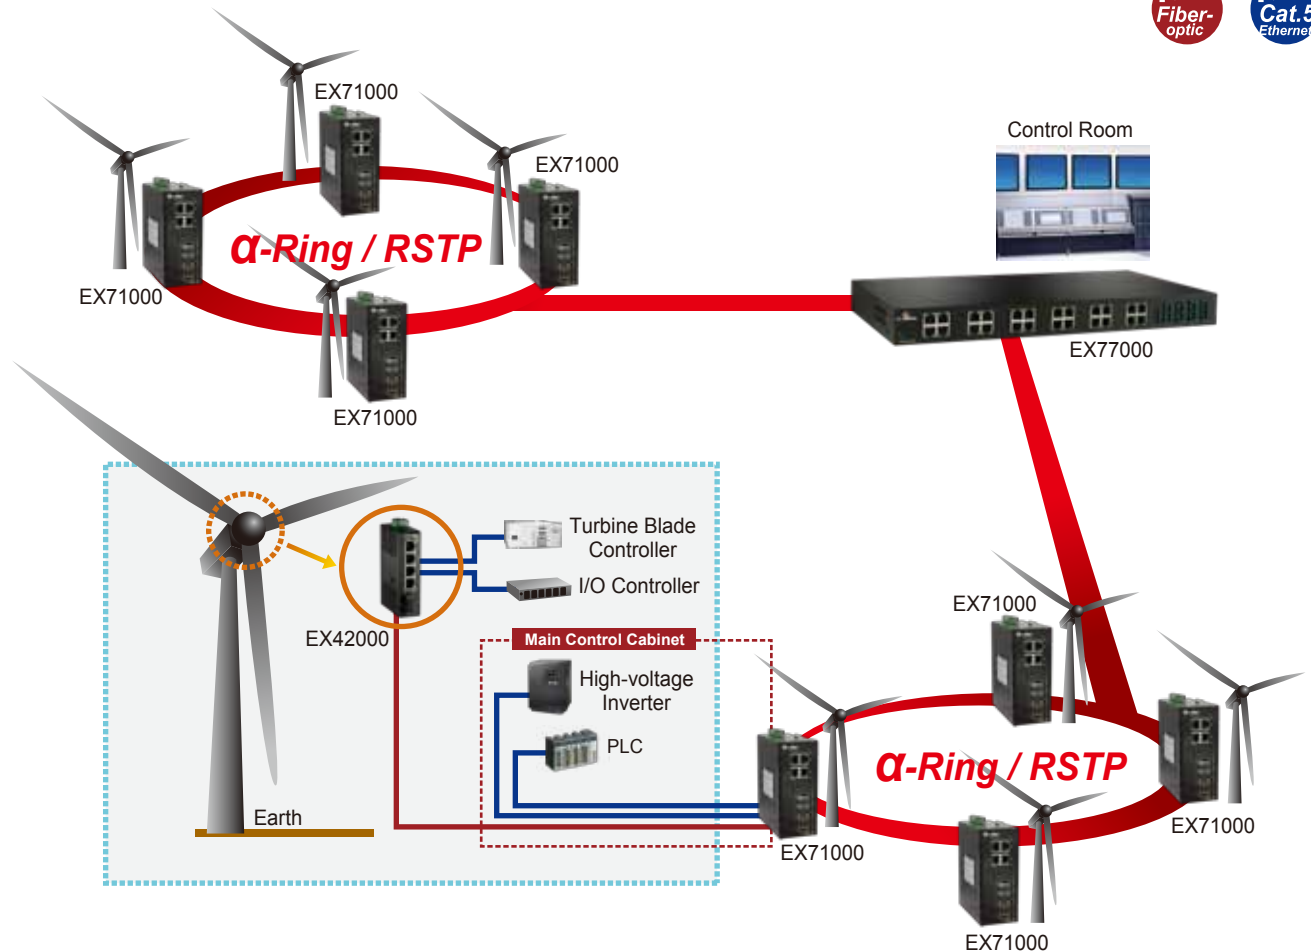 Fiber-
optic
Cat.5
Ethernet
EX71000
EX71000
Control Room
α-Ring / RSTP
EX71000
EX77000
EX71000
Turbine Blade
Controller
I/O Controller
EX42000
Main Control Cabinet
High-voltage
Inverter
PLC
Earth
EX71000
EX71000
α-Ring / RSTP
EX71000
EX71000